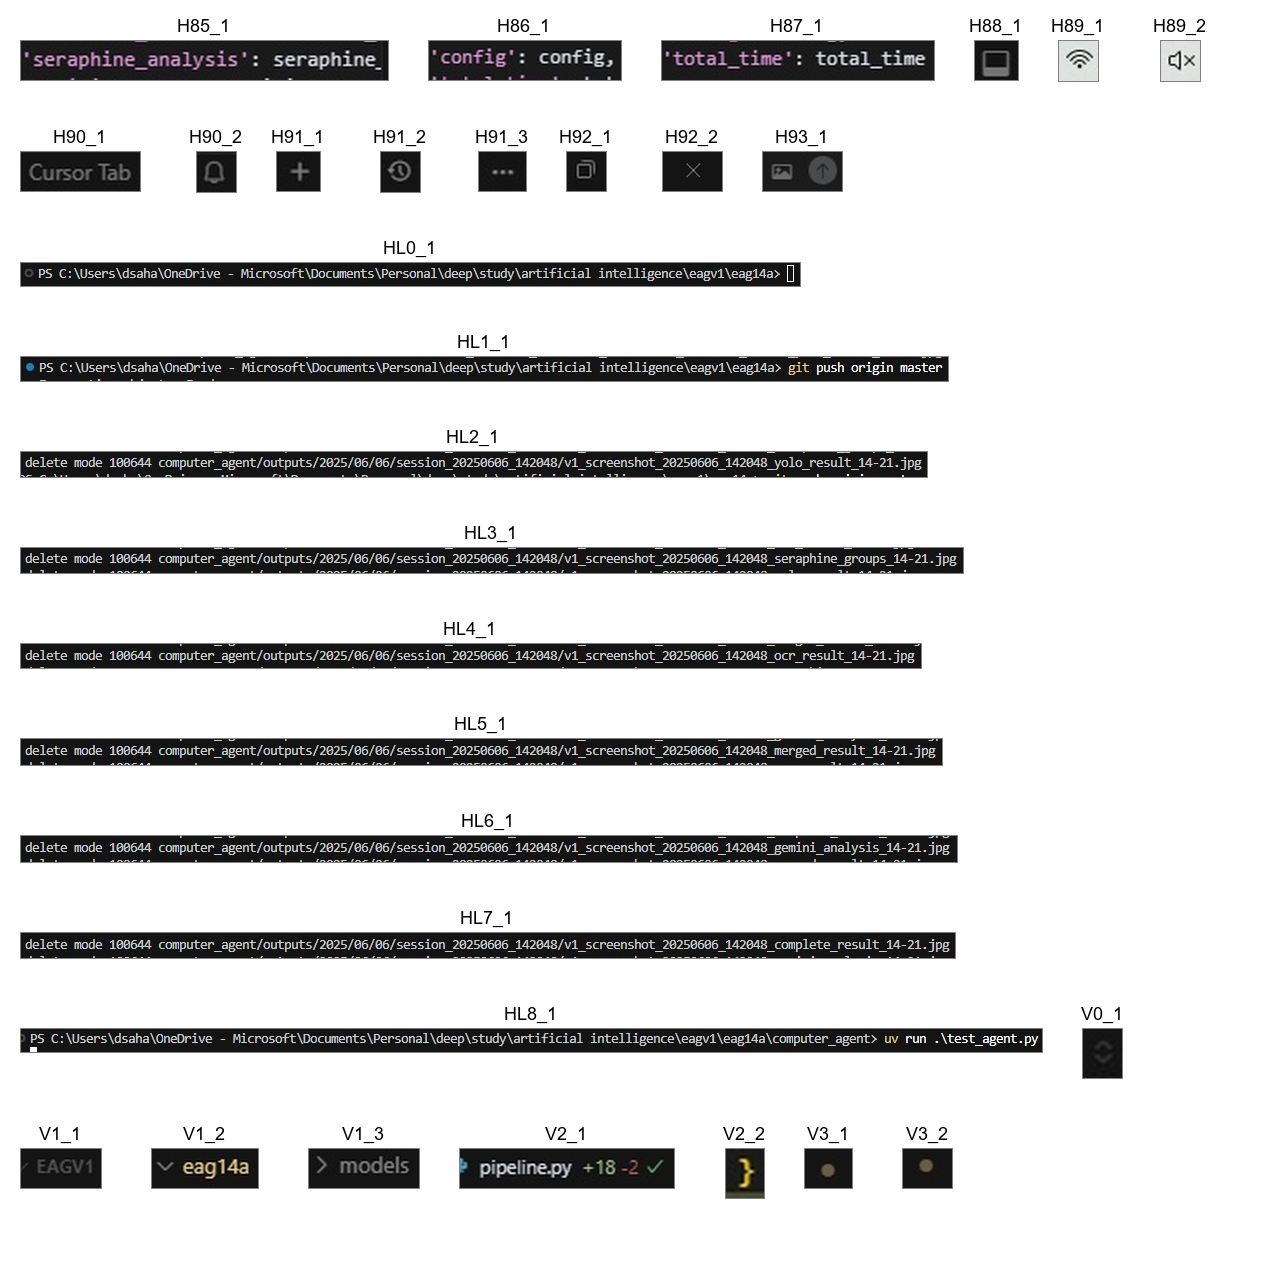 H85_1 H86_1 H87_1 H88_1 H89_1 H89_2
'seraphine_analysis': seraphine_ 'config': config, 'total_time': total_time
H90_1 H90_2 H91_1 H91_2 H91_3 H92_1 H92_2 H93_1
Cursor Tab
HL0_1
PS C:\Users\dsaha\OneDrive - Microsoft\Documents\Personal\deep\study\artificial intelligence\eagv1\eag14a>
HL1_1
PS C:\Users\dsaha\OneDrive - Microsoft\Documents\Personal\deep\study\artificial intelligence\eagv1\eag14a> git push origin master
HL2_1
delete mode 100644 computer_agent/outputs/2025/06/06/session_20250606_142048/v1_screenshot_20250606_142048_yolo_result_14-21.jpg
HL3_1
delete mode 100644 computer_agent/outputs/2025/06/06/session_20250606_142048/v1_screenshot_20250606_142048_seraphine_groups_14-21.jpg
HL4_1
delete mode 100644 computer_agent/outputs/2025/06/06/session_20250606_142048/v1_screenshot_20250606_142048_ocr_result_14-21.jpg
HL5_1
delete mode 100644 computer_agent/outputs/2025/06/06/session_20250606_142048/v1_screenshot_20250606_142048_merged_result_14-21.jpg
HL6_1
delete mode 100644 computer_agent/outputs/2025/06/06/session_20250606_142048/v1_screenshot_20250606_142048_gemini_analysis_14-21.jpg
HL7_1
delete mode 100644 computer_agent/outputs/2025/06/06/session_20250606_142048/v1_screenshot_20250606_142048_complete_result_14-21.jpg
HL8_1 V0_1
PS C:\Users\dsaha\OneDrive - Microsoft\Documents\Personal\deep\study\artificial intelligence\eagv1\eag14a\computer_agent> uv run .\test_agent.py
V1_1 V1_2 V1_3 V2_1 V2_2 V3_1 V3_2
EAGV1 eag14a models pipeline.py +18 -2 }